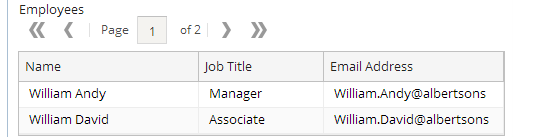 Employees
Page 1 of 2
Name Job Title Email Address
William Andy Manager William.Andy@albertsons
William David Associate William.David@albertsons